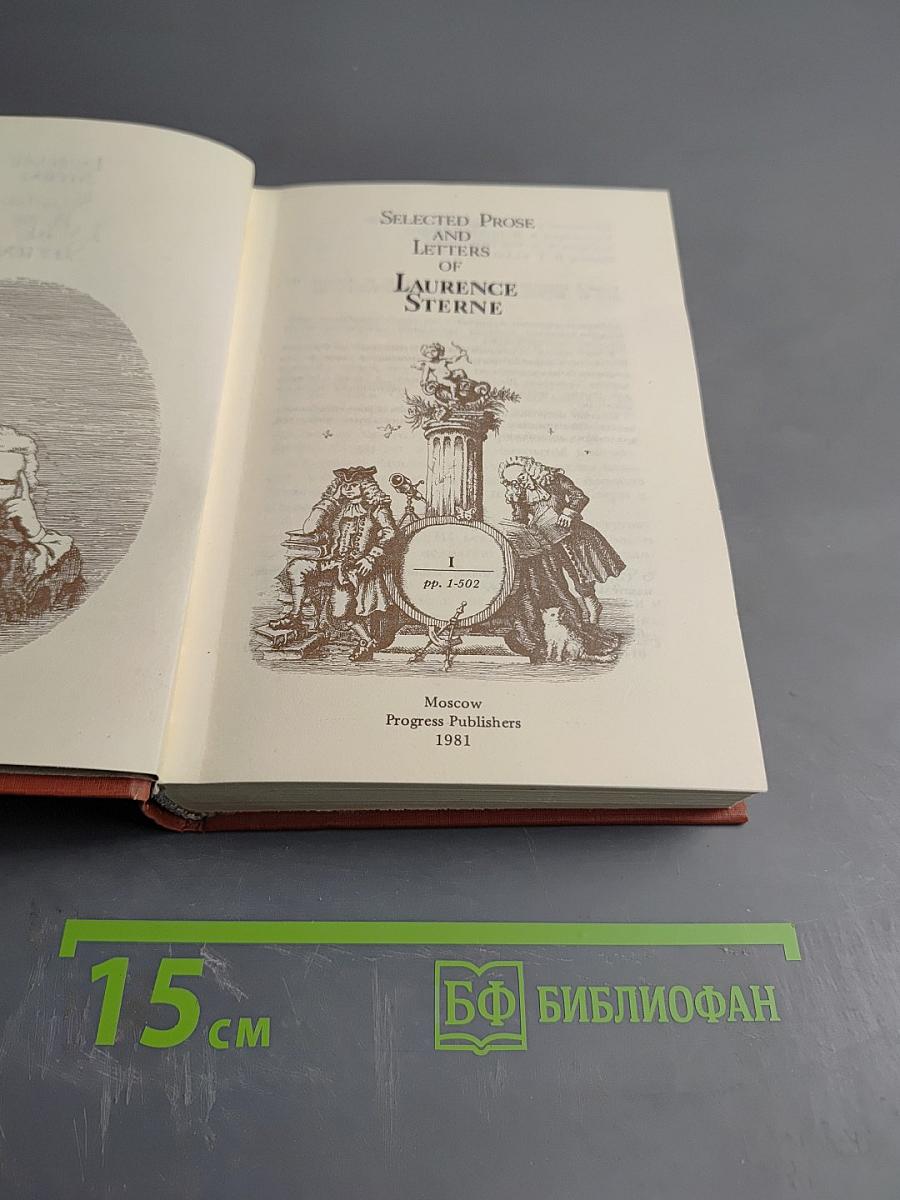 SELECTED PROSE
AND
LETTERS
OF
LAURENCE
STERNE
I
pp. 1-502
Moscow
Progress Publishers
1981
15 см
БФ БИБЛИОФАН